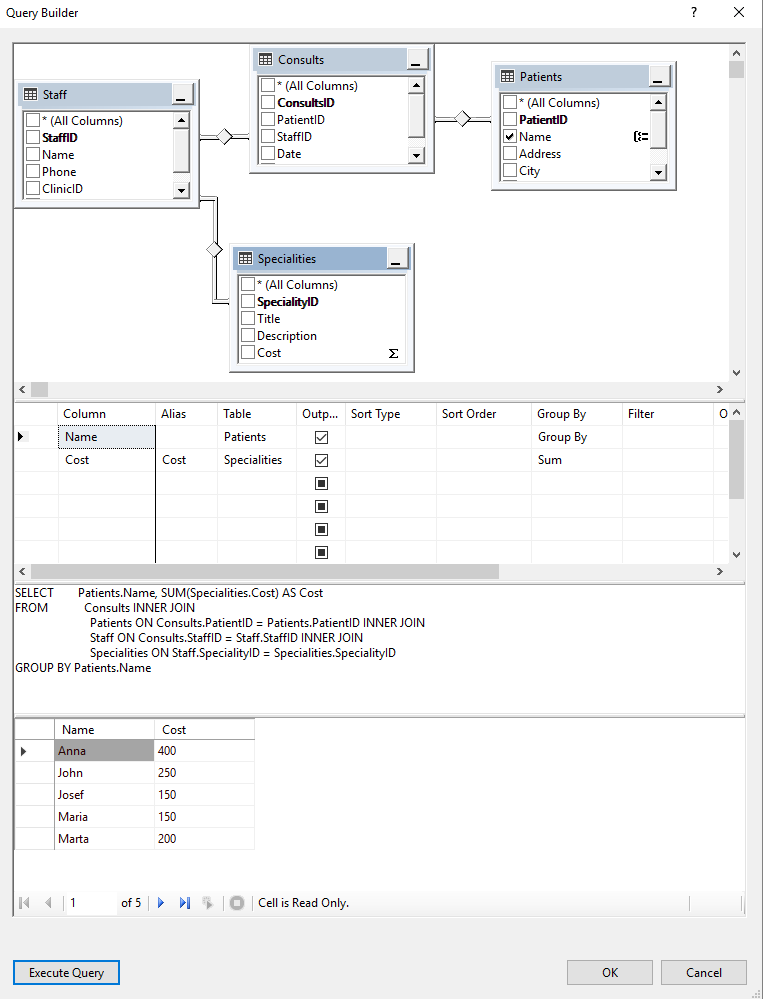 Query Builder
?
Consults
* (All Columns)
ConsultsID
PatientID
StaffID
Date
Patients
* (All Columns)
PatientID
Name
Address
City
Staff
* (All Columns)
StaffID
Name
Phone
ClinicID
Specialities
* (All Columns)
SpecialityID
Title
Description
Cost Σ
Column Alias Table Outp... Sort Type Sort Order Group By Filter O
Name Patients Group By
Cost Cost Specialities Sum
SELECT Patients.Name, SUM(Specialities.Cost) AS Cost
FROM Consults INNER JOIN
Patients ON Consults.PatientID = Patients.PatientID INNER JOIN
Staff ON Consults.StaffID = Staff.StaffID INNER JOIN
Specialities ON Staff.SpecialityID = Specialities.SpecialityID
GROUP BY Patients.Name
Name Cost
Anna 400
John 250
Josef 150
Maria 150
Marta 200
1 of 5 Cell is Read Only.
Execute Query OK Cancel